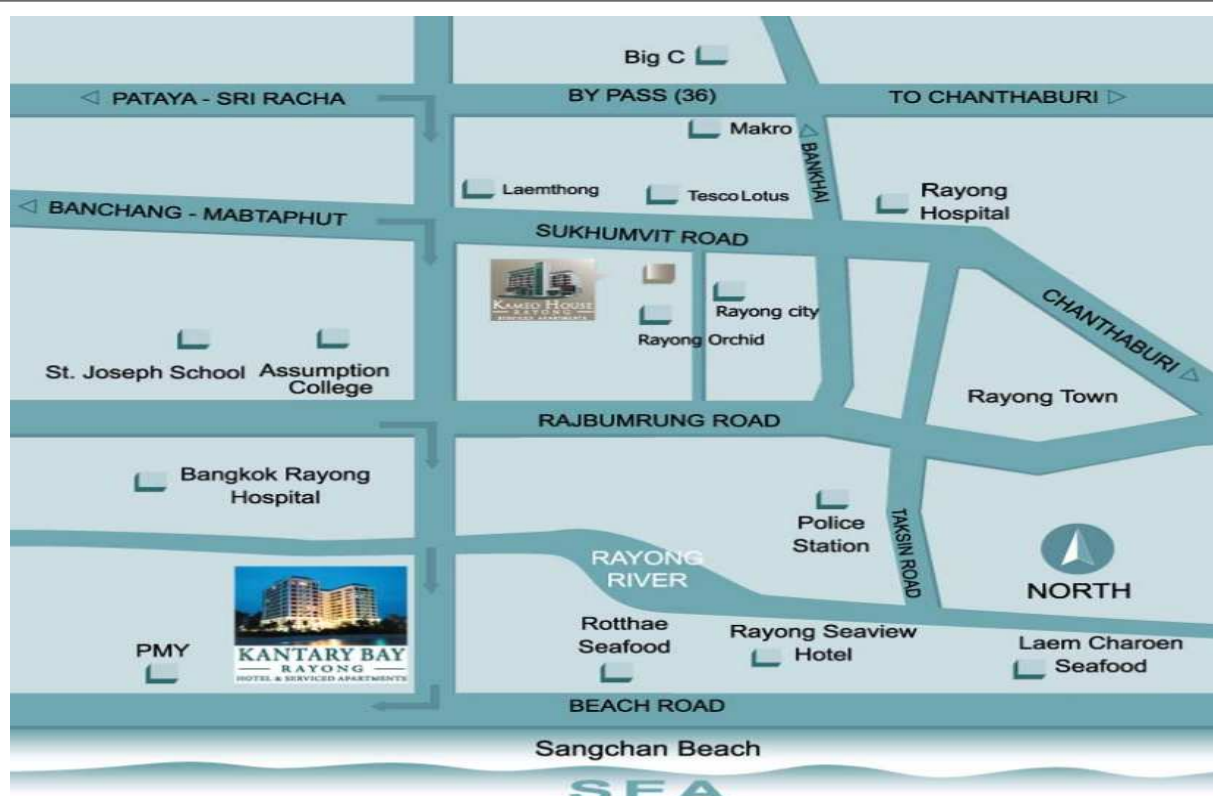 Big C
◁ PATAYA - SRI RACHA
BY PASS (36)
TO CHANTHABURI ▷
Makro
BANKHAI ▷
Laemthong
Tesco Lotus
Rayong
Hospital
◁ BANCHANG - MABTAPHUT
SUKHUMVIT ROAD
KAMEO HOUSE
RAYONG
SERVICED APARTMENTS
Rayong city
Rayong Orchid
CHANTHABURI ▷
St. Joseph School
Assumption
College
Rayong Town
RAJBUMRUNG ROAD
Bangkok Rayong
Hospital
Police
Station
TAKSIN ROAD
RAYONG
RIVER
NORTH
KANTARY BAY
RAYONG
HOTEL & SERVICED APARTMENTS
PMY
Rotthae
Seafood
Rayong Seaview
Hotel
Laem Charoen
Seafood
BEACH ROAD
Sangchan Beach
SEA